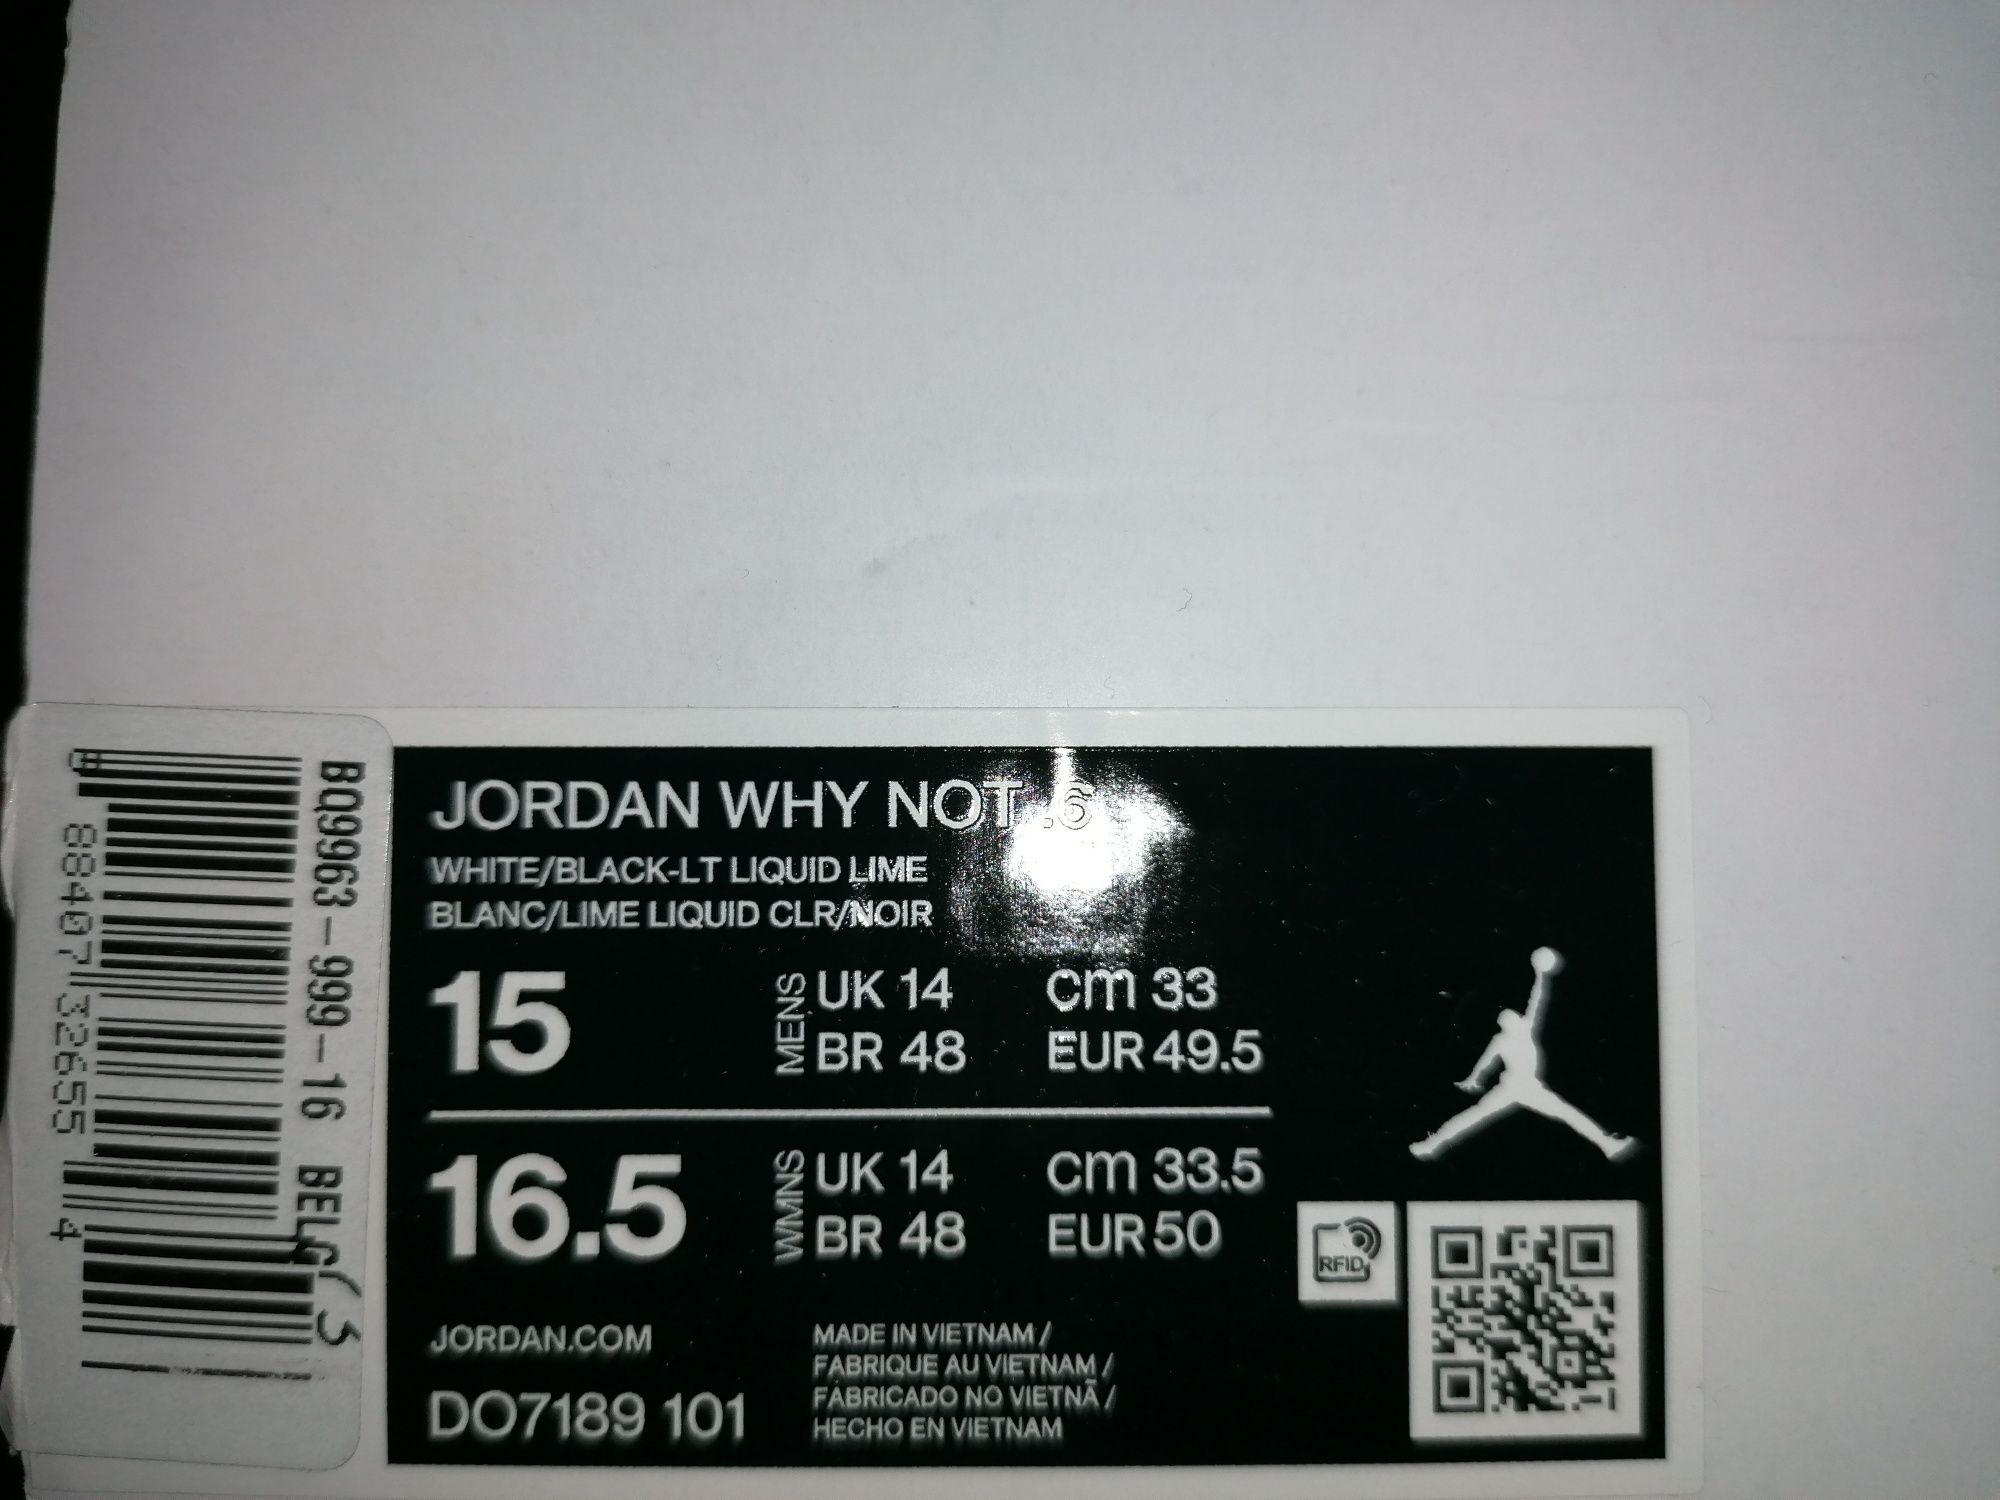 JORDAN WHY NOT .6
WHITE/BLACK-LT LIQUID LIME
BLANC/LIME LIQUID CLR/NOIR
15
MENS
UK 14
cm 33
BR 48
EUR 49.5
16.5
WMNS
UK 14
cm 33.5
BR 48
EUR 50
RFID
JORDAN.COM
DO7189 101
MADE IN VIETNAM /
FABRIQUE AU VIETNAM /
FABRICADO NO VIETNÃ /
HECHO EN VIETNAM
BQ9963-999-16
88407 32655 4